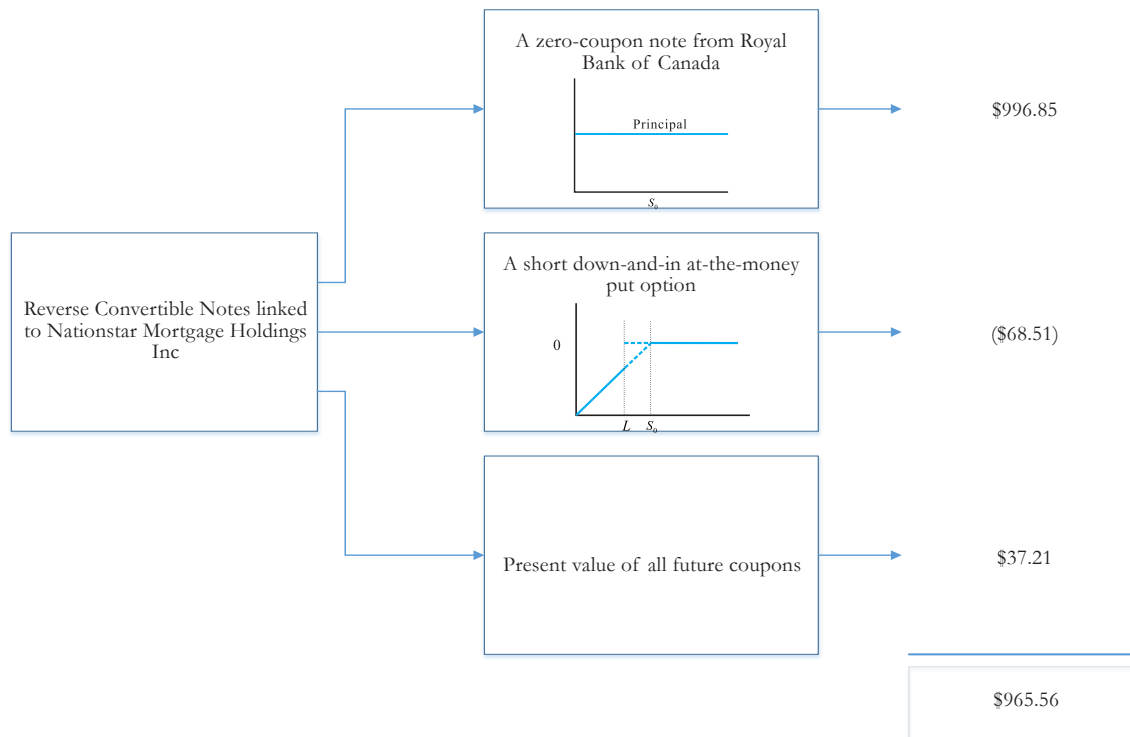 A zero-coupon note from Royal
Bank of Canada
Principal
S₀
$996.85
Reverse Convertible Notes linked
to Nationstar Mortgage Holdings
Inc
A short down-and-in at-the-money
put option
0
L S₀
($68.51)
Present value of all future coupons
$37.21
$965.56